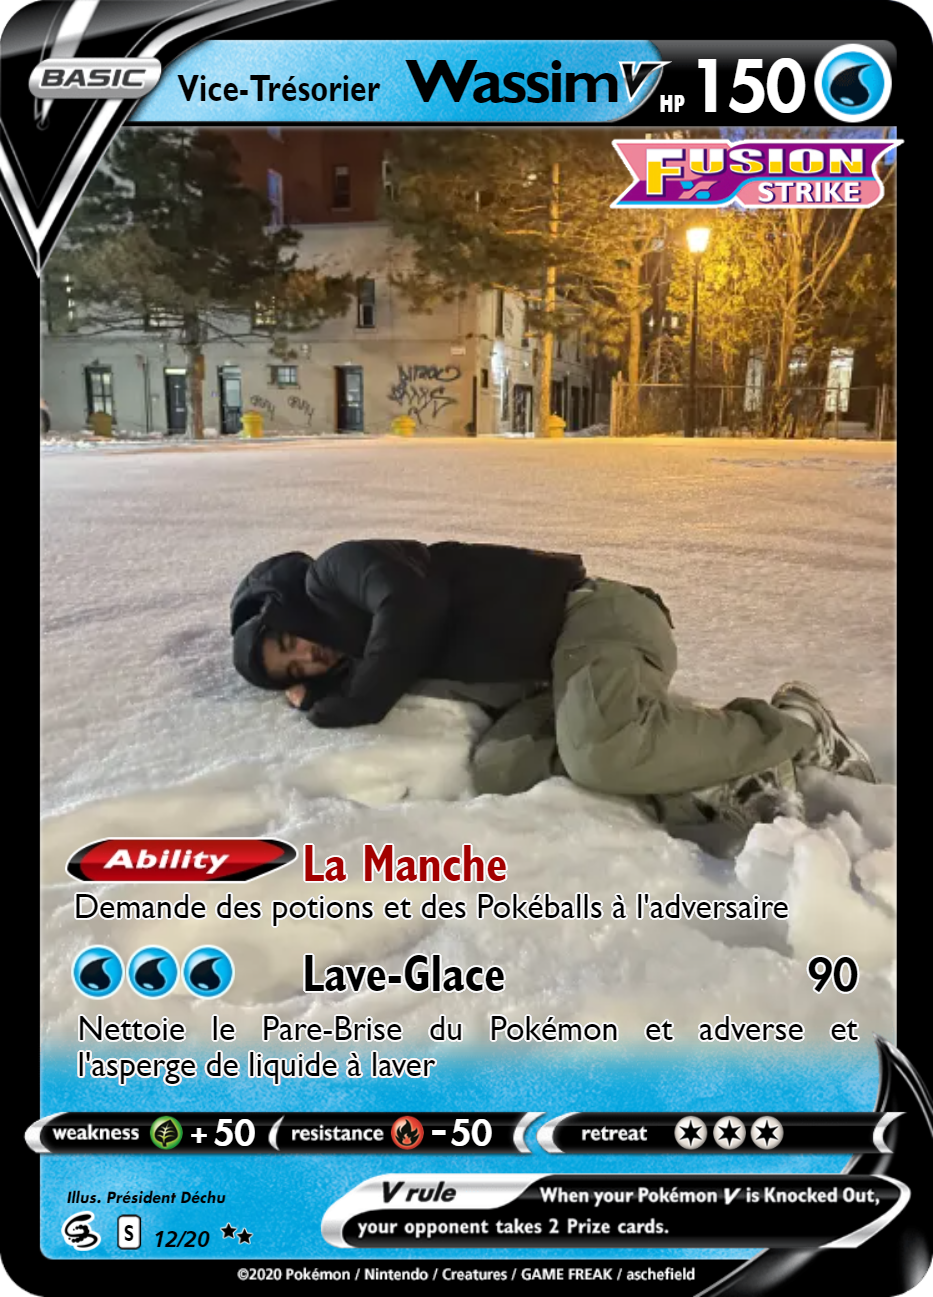 BASIC Vice-Trésorier Wassim V HP 150
FUSION
STRIKE
Ability La Manche
Demande des potions et des Pokéballs à l'adversaire
Lave-Glace 90
Nettoie le Pare-Brise du Pokémon et adverse et
l'asperge de liquide à laver
weakness +50 resistance -50 retreat
Illus. Président Déchu
S 12/20
V rule When your Pokémon V is Knocked Out,
your opponent takes 2 Prize cards.
©2020 Pokémon / Nintendo / Creatures / GAME FREAK / aschefield